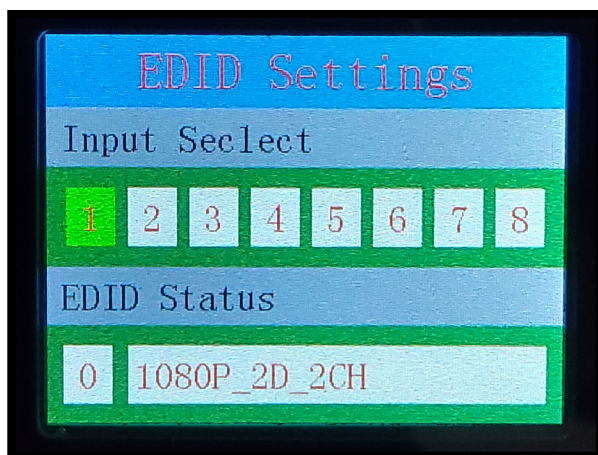 EDID Settings
Input Seclect
1 2 3 4 5 6 7 8
EDID Status
0 1080P_2D_2CH